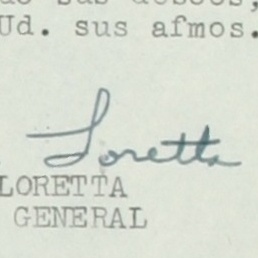 de sus deseos,
Ud. sus afmos.
Loretta
LORETTA
GENERAL